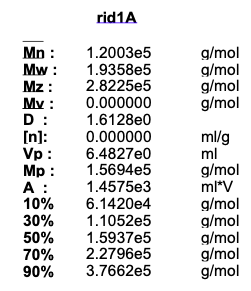 rid1A
Mn : 1.2003e5 g/mol
Mw : 1.9358e5 g/mol
Mz : 2.8225e5 g/mol
Mv : 0.000000 g/mol
D : 1.6128e0
[n]: 0.000000 ml/g
Vp : 6.4827e0 ml
Mp : 1.5694e5 g/mol
A : 1.4575e3 ml*V
10% 6.1420e4 g/mol
30% 1.1052e5 g/mol
50% 1.5937e5 g/mol
70% 2.2796e5 g/mol
90% 3.7662e5 g/mol